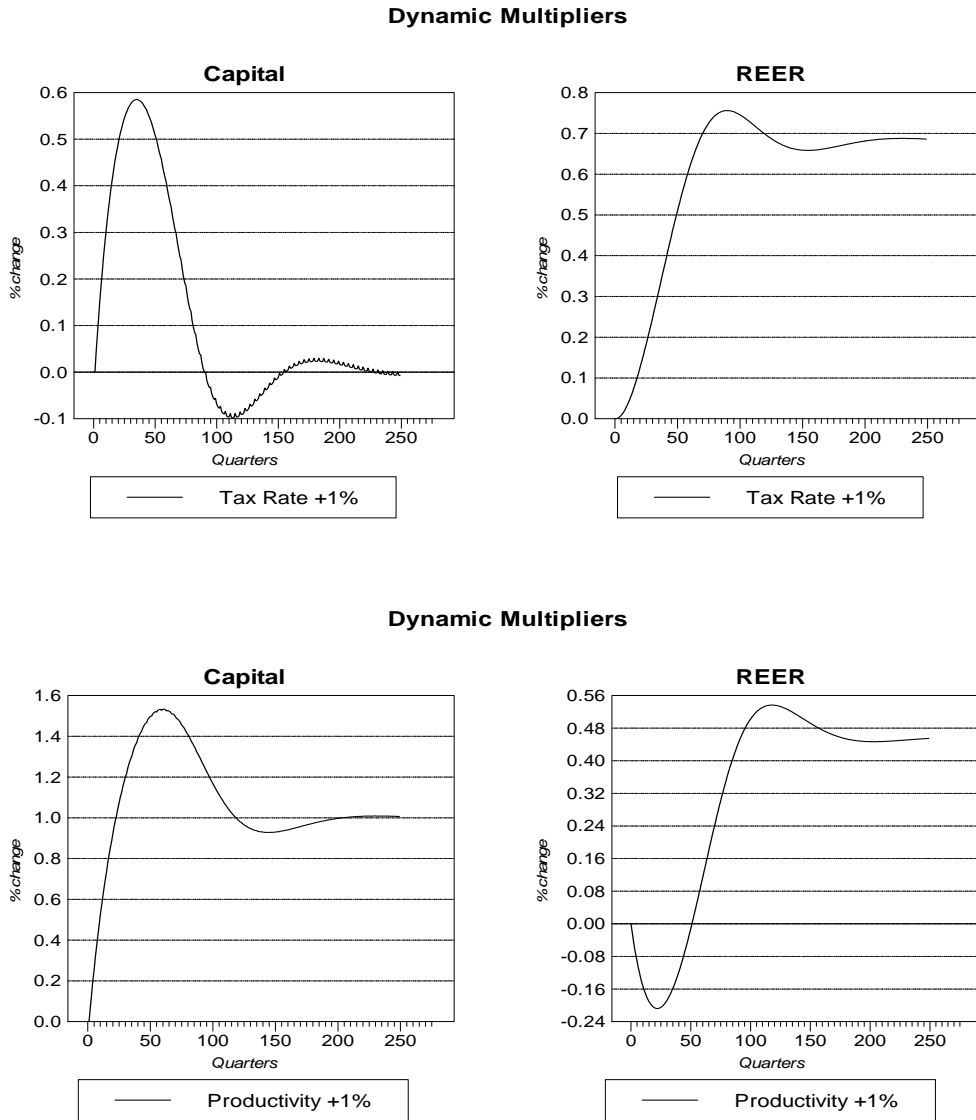 Dynamic Multipliers
Capital
0.6
0.5
0.4
0.3
0.2
0.1
0.0
-0.1
% change
0 50 100 150 200 250
Quarters
Tax Rate +1%
REER
0.8
0.7
0.6
0.5
0.4
0.3
0.2
0.1
0.0
% change
0 50 100 150 200 250
Quarters
Tax Rate +1%
Dynamic Multipliers
Capital
1.6
1.4
1.2
1.0
0.8
0.6
0.4
0.2
0.0
% change
0 50 100 150 200 250
Quarters
Productivity +1%
REER
0.56
0.48
0.40
0.32
0.24
0.16
0.08
0.00
-0.08
-0.16
-0.24
% change
0 50 100 150 200 250
Quarters
Productivity +1%